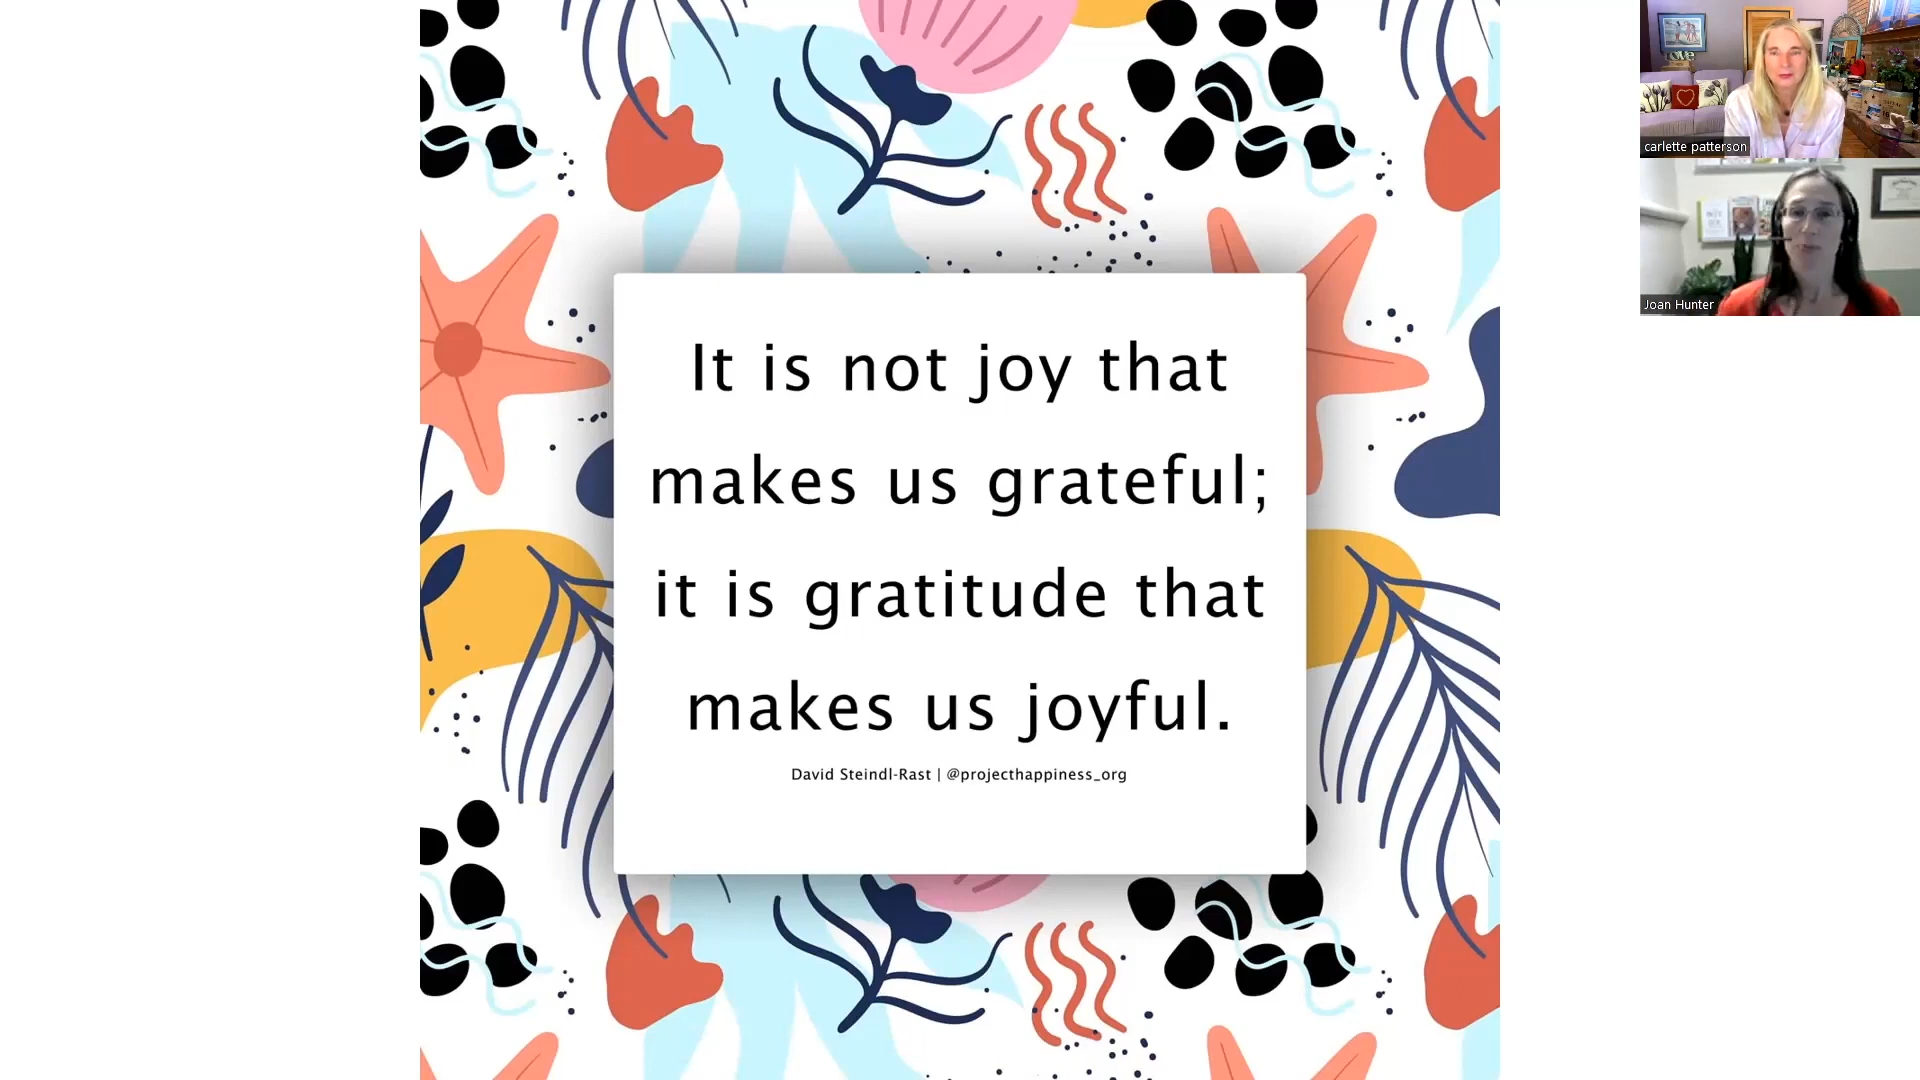 It is not joy that
makes us grateful;
it is gratitude that
makes us joyful.
David Steindl-Rast | @projecthappiness_org
carlette patterson
Joan Hunter